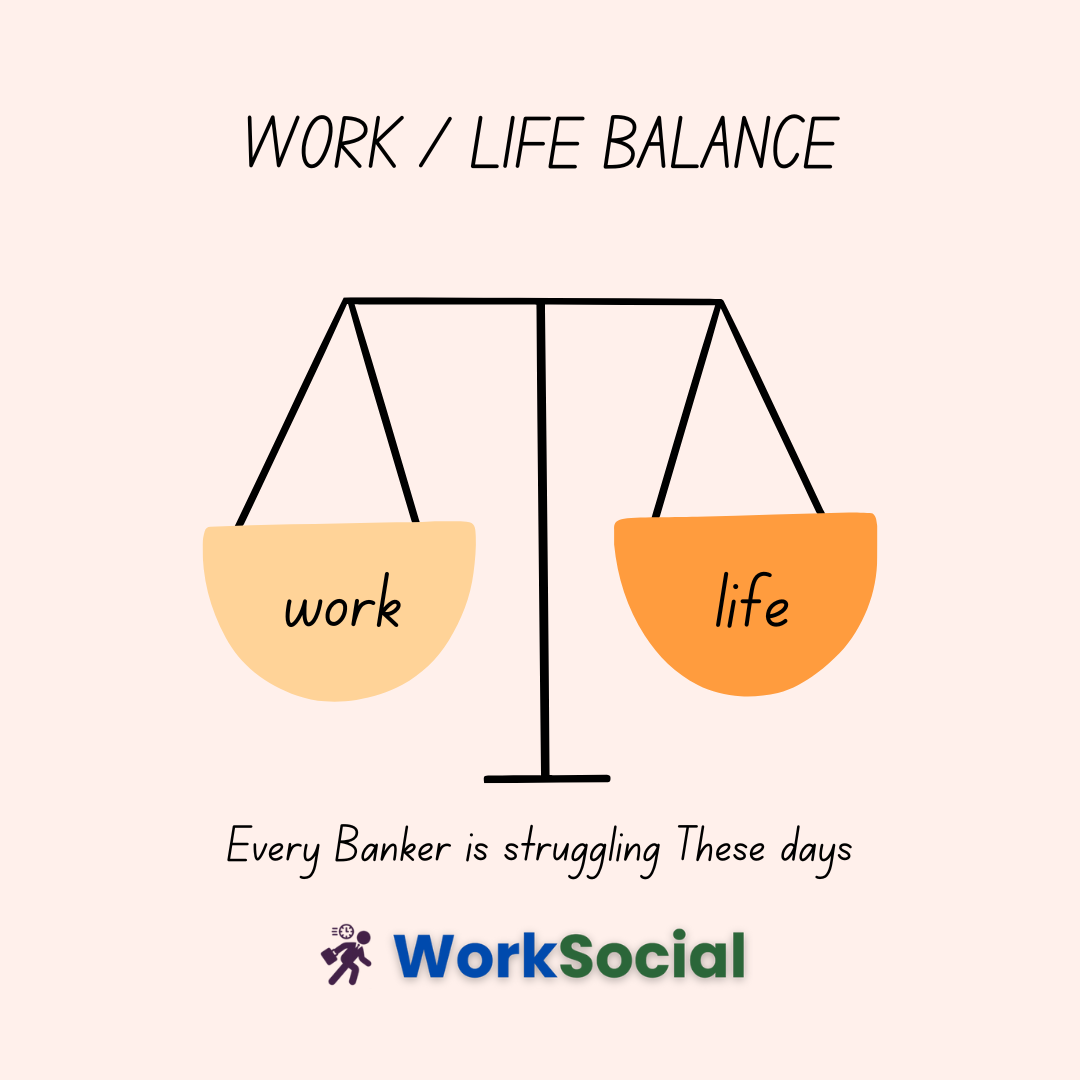 WORK / LIFE BALANCE
work
life
Every Banker is struggling These days
WorkSocial